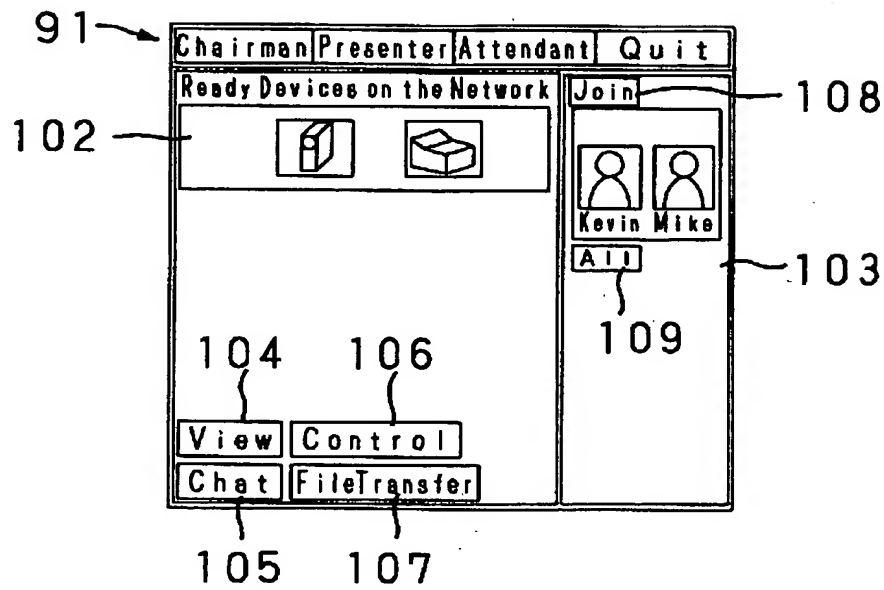 91
Chairman Presenter Attendant Quit
Ready Devices on the Network Join 108
102
Kevin Mike
All 103
109
104 106
View Control
Chat FileTransfer
105 107